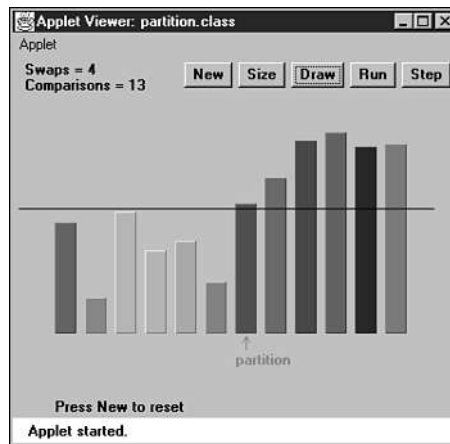 Applet Viewer: partition.class
Applet
Swaps = 4
Comparisons = 13
New Size Draw Run Step
partition
Press New to reset
Applet started.